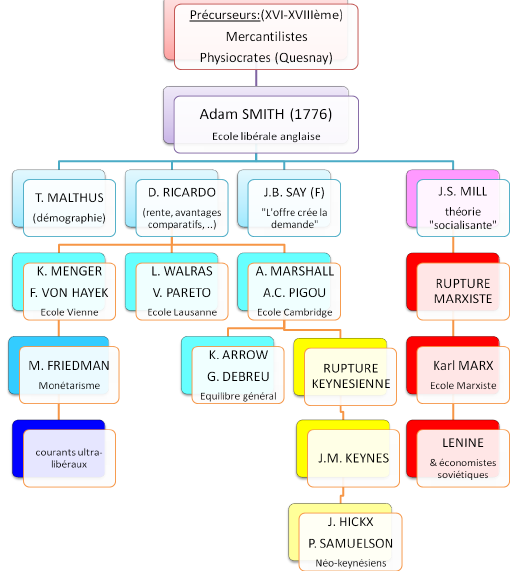 Précurseurs:(XVI-XVIIIème)
Mercantilistes
Physiocrates (Quesnay)
Adam SMITH (1776)
Ecole libérale anglaise
T. MALTHUS
(démographie)
D. RICARDO
(rente, avantages
comparatifs, ..)
J.B. SAY (F)
"L'offre crée la
demande"
J.S. MILL
théorie
"socialisante"
K. MENGER
F. VON HAYEK
Ecole Vienne
L. WALRAS
V. PARETO
Ecole Lausanne
A. MARSHALL
A.C. PIGOU
Ecole Cambridge
RUPTURE
MARXISTE
M. FRIEDMAN
Monétarisme
K. ARROW
G. DEBREU
Equilibre général
RUPTURE
KEYNESIENNE
Karl MARX
Ecole Marxiste
courants ultra-
libéraux
J.M. KEYNES
LENINE
& économistes
soviétiques
J. HICKX
P. SAMUELSON
Néo-keynésiens